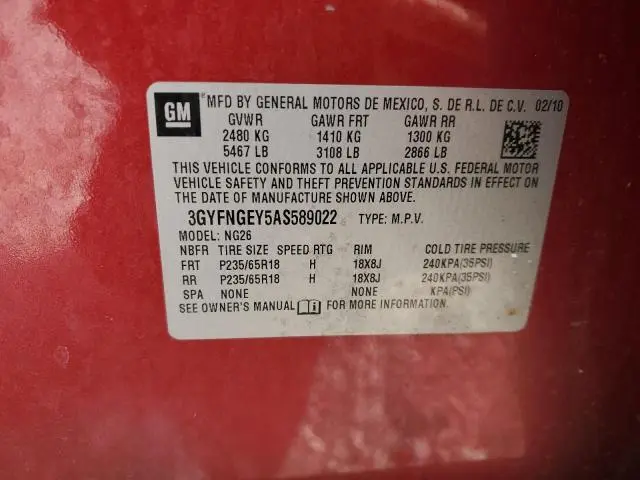 GM MFD BY GENERAL MOTORS DE MEXICO, S. DE R.L. DE C.V. 02/10
GVWR GAWR FRT GAWR RR
2480 KG 1410 KG 1300 KG
5467 LB 3108 LB 2866 LB
THIS VEHICLE CONFORMS TO ALL APPLICABLE U.S. FEDERAL MOTOR
VEHICLE SAFETY AND THEFT PREVENTION STANDARDS IN EFFECT ON
THE DATE OF MANUFACTURE SHOWN ABOVE.
3GYFNGEY5AS589022 TYPE: M.P.V.
MODEL: NG26
NBFR TIRE SIZE SPEED RTG RIM COLD TIRE PRESSURE
FRT P235/65R18 H 18X8J 240KPA(35PSI)
RR P235/65R18 H 18X8J 240KPA(35PSI)
SPA NONE NONE KPA(PSI)
SEE OWNER'S MANUAL FOR MORE INFORMATION.